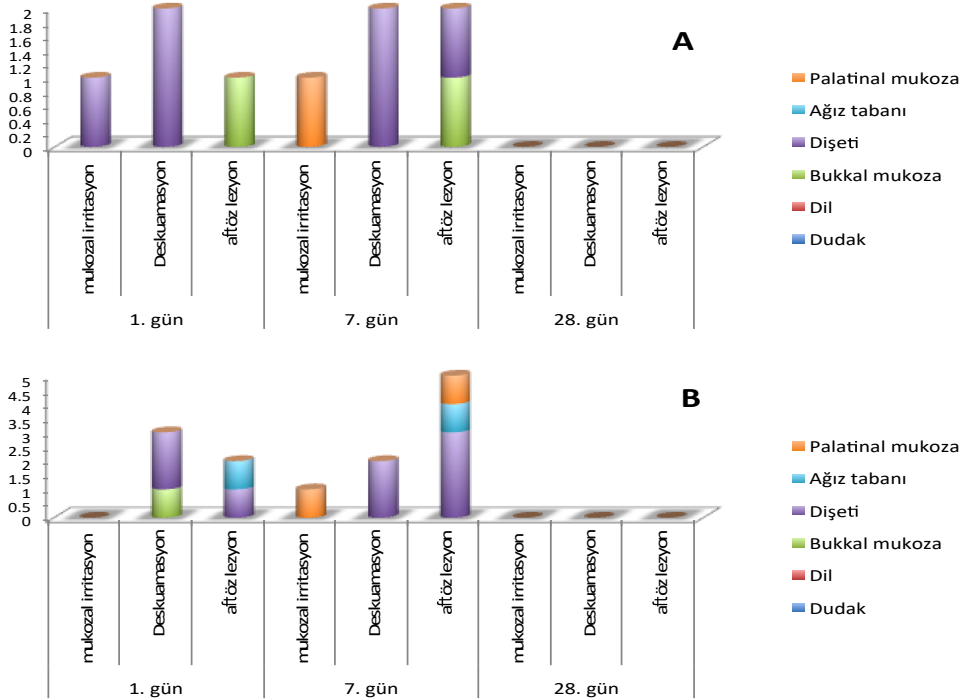 2
1.8
1.6
1.4
1.2
1
0.8
0.6
0.4
0.2
0
A
Palatinal mukoza
Ağız tabanı
Dişeti
Bukkal mukoza
Dil
Dudak
mukozal irritasyon
Deskuamasyon
aftöz lezyon
mukozal irritasyon
Deskuamasyon
aftöz lezyon
mukozal irritasyon
Deskuamasyon
aftöz lezyon
1. gün
7. gün
28. gün
5
4.5
4
3.5
3
2.5
2
1.5
1
0.5
0
B
Palatinal mukoza
Ağız tabanı
Dişeti
Bukkal mukoza
Dil
Dudak
mukozal irritasyon
Deskuamasyon
aftöz lezyon
mukozal irritasyon
Deskuamasyon
aftöz lezyon
mukozal irritasyon
Deskuamasyon
aftöz lezyon
1. gün
7. gün
28. gün